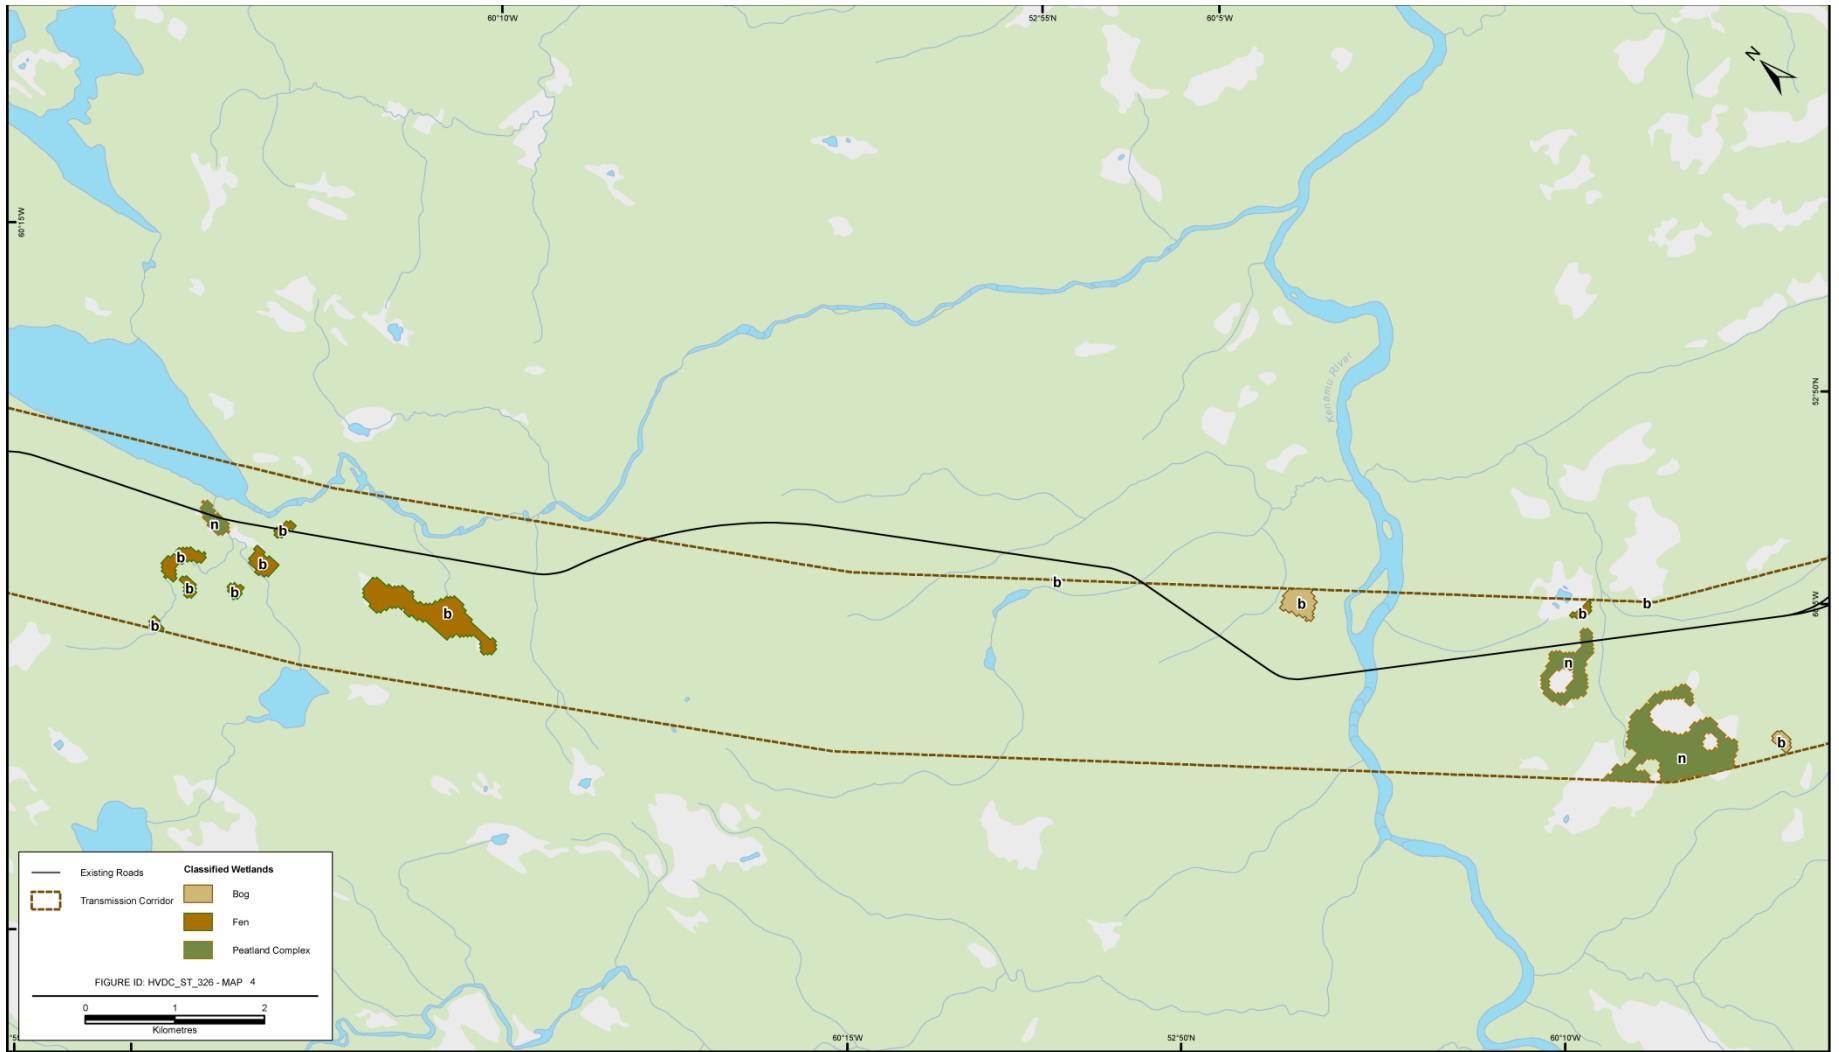 60°10'W
52°55'N
60°5'W
N
60°15'W
Kenamu River
52°50'N
n
b
b
b
b
b
b
b
b
b
b
b
n
n
b
Existing Roads
Transmission Corridor
Classified Wetlands
Bog
Fen
Peatland Complex
FIGURE ID: HVDC_ST_326 - MAP 4
0 1 2
Kilometres
60°15'W
52°50'N
60°10'W